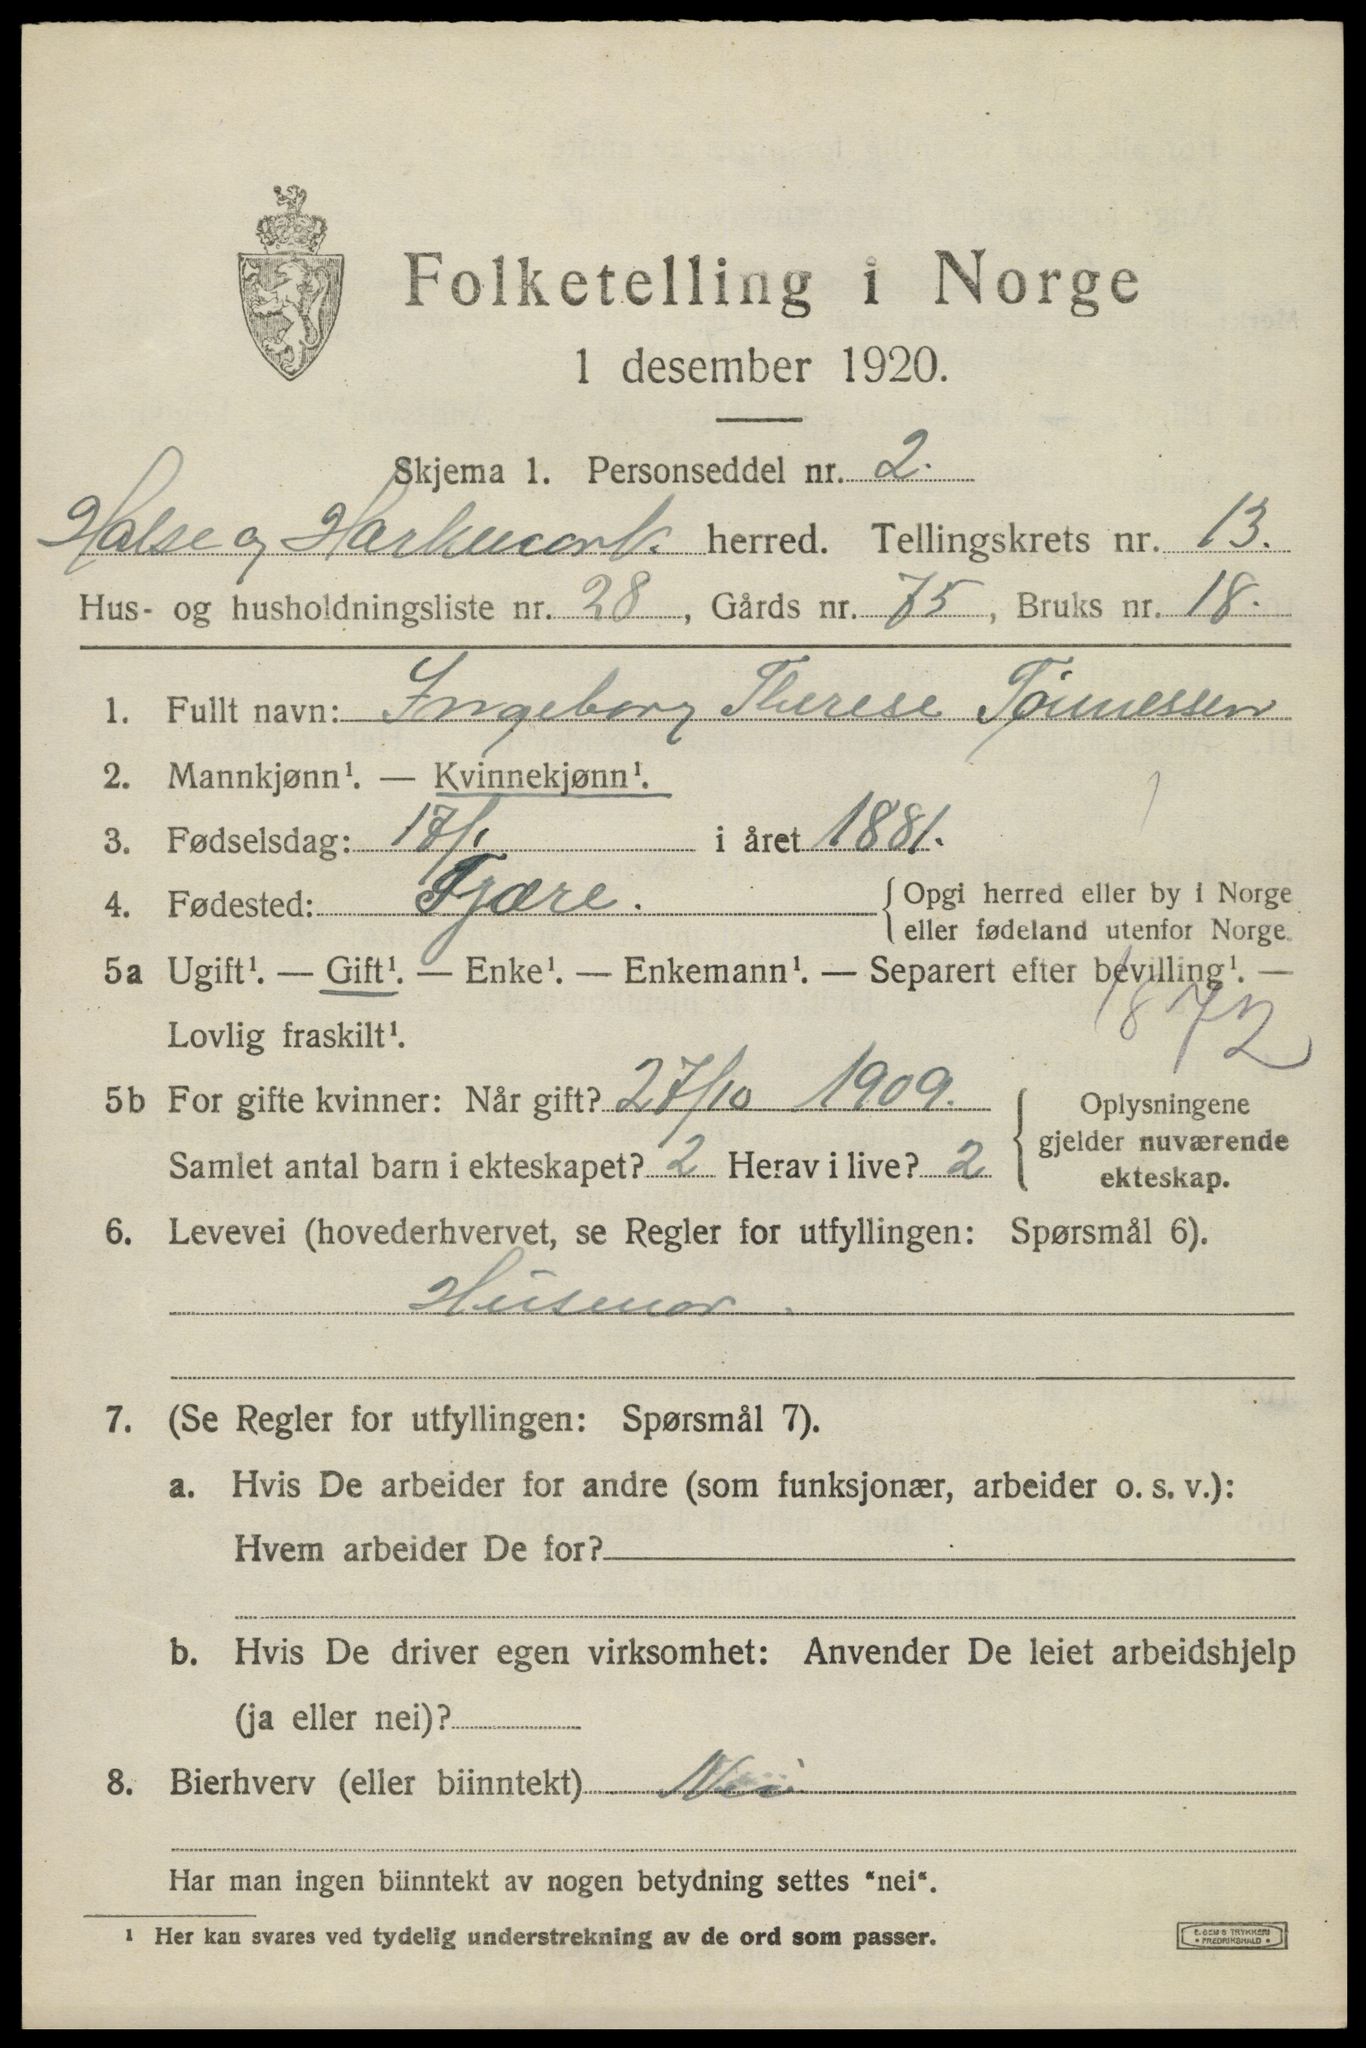 Folketelling i Norge
1 desember 1920.
Skjema 1. Personseddel nr. 2.
Halse og Harkmark herred. Tellingskrets nr. 13.
Hus- og husholdningsliste nr. 28, Gårds nr. 75, Bruks nr. 18.
1. Fullt navn: Ingeborg Therese Tönnessen
2. Mannkjønn¹. — Kvinnekjønn¹.
3. Fødselsdag: 17/1 i året 1881.
4. Fødested: Fjære. { Opgi herred eller by i Norge
eller fødeland utenfor Norge.
5a Ugift¹. — Gift¹. — Enke¹. — Enkemann¹. — Separert efter bevilling¹. —
Lovlig fraskilt¹.
1872
5b For gifte kvinner: Når gift? 27/10 1909.
Samlet antal barn i ekteskapet? 2 Herav i live? 2
{ Oplysningene
gjelder nuværende
ekteskap.
6. Levevei (hovederhvervet, se Regler for utfyllingen: Spørsmål 6).
Husmor.
7. (Se Regler for utfyllingen: Spørsmål 7).
a. Hvis De arbeider for andre (som funksjonær, arbeider o. s. v.):
Hvem arbeider De for?
b. Hvis De driver egen virksomhet: Anvender De leiet arbeidshjelp
(ja eller nei)?
8. Bierhverv (eller biinntekt) Nei
Har man ingen biinntekt av nogen betydning settes "nei".
¹ Her kan svares ved tydelig understrekning av de ord som passer.
E. SEM'S TRYKKERI
• FREDRIKSHALD •